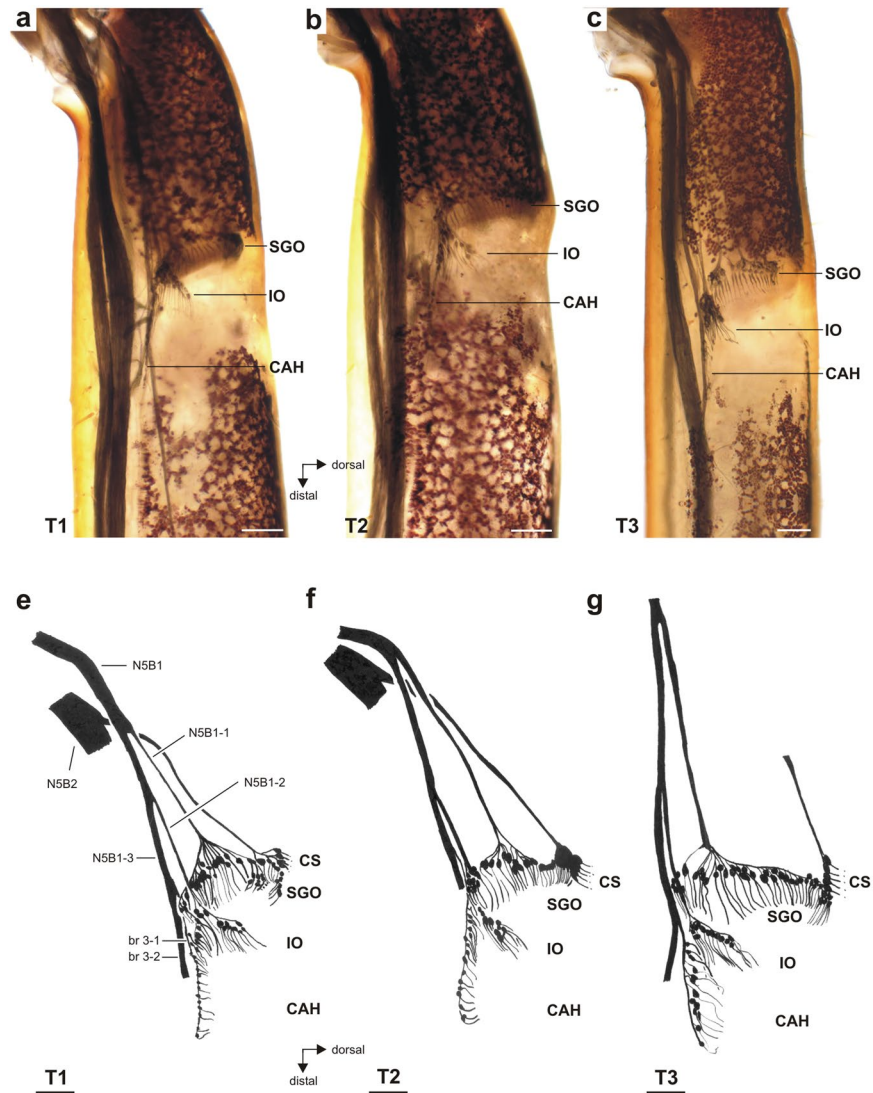 a
b
c
SGO
IO
CAH
SGO
IO
CAH
SGO
IO
CAH
dorsal
distal
T1
T2
T3
e
f
g
N5B1
N5B1-1
N5B2
N5B1-2
N5B1-3
CS
SGO
br 3-1
br 3-2
IO
CAH
CS
SGO
IO
CAH
CS
SGO
IO
CAH
dorsal
distal
T1
T2
T3